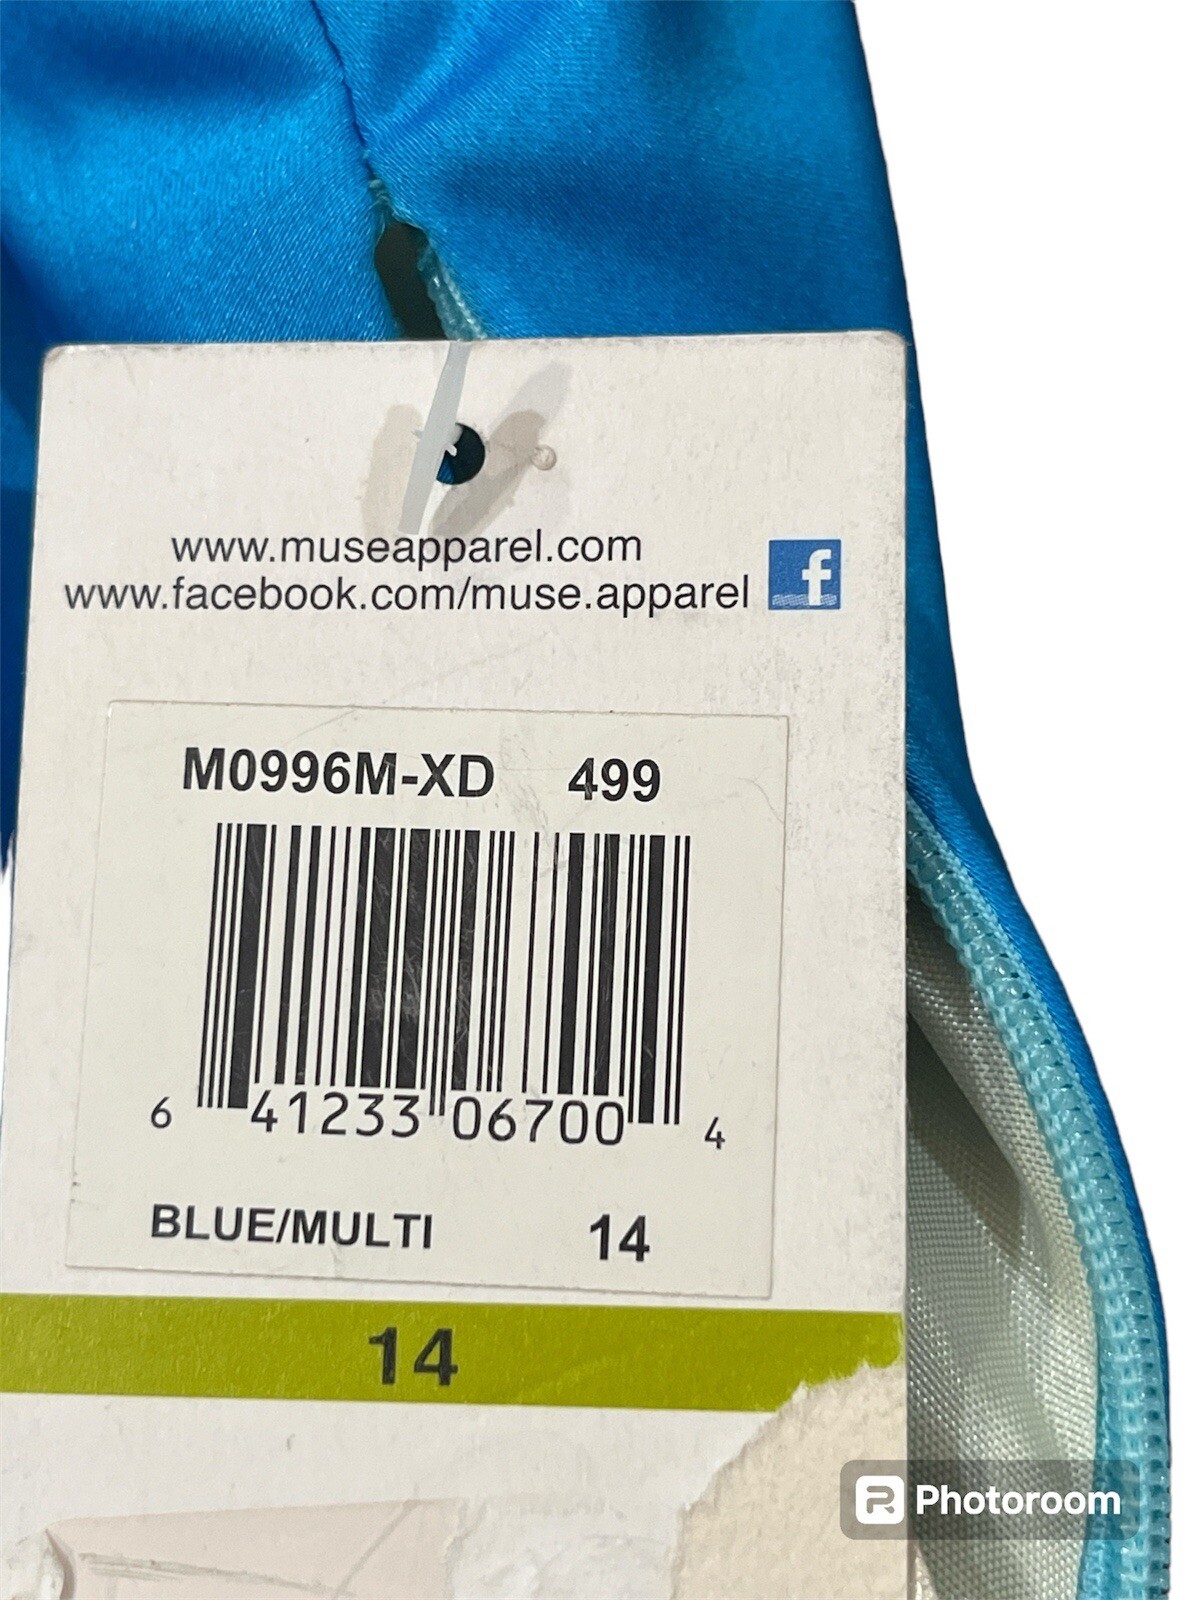 www.museapparel.com
www.facebook.com/muse.apparel f
M0996M-XD 499
6 41233 06700 4
BLUE/MULTI 14
14
Photoroom